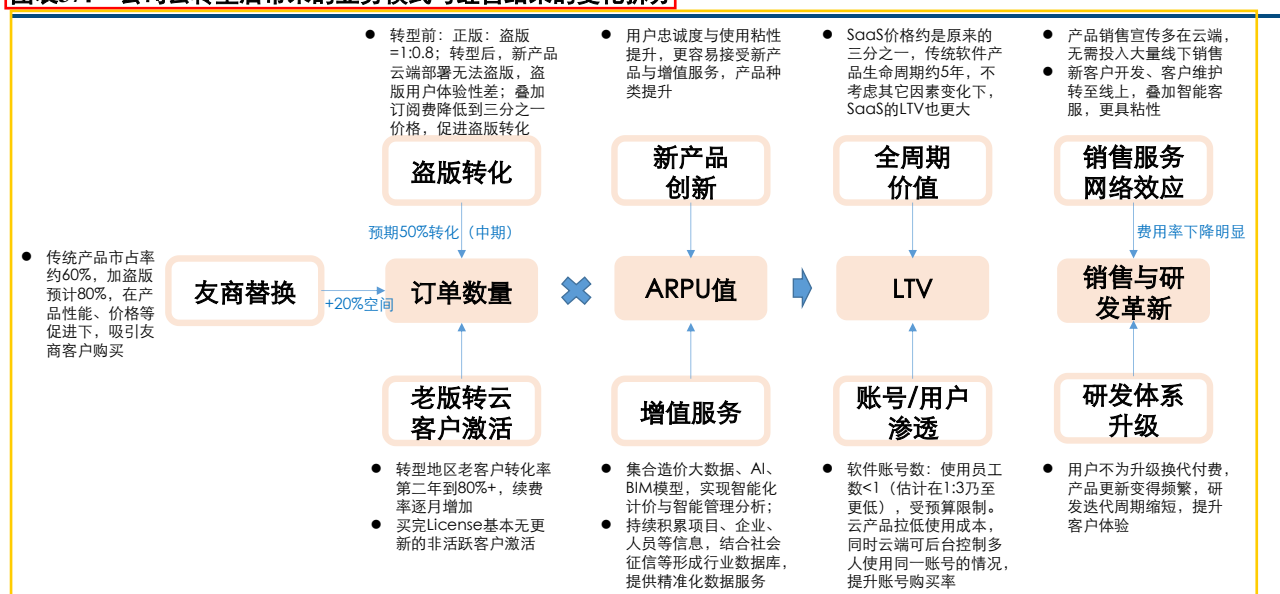 ● 转型前：正版：盗版
=1:0.8；转型后，新产品
云端部署无法盗版，盗
版用户体验性差；叠加
订阅费降低到三分之一
价格，促进盗版转化
● 用户忠诚度与使用粘性
提升，更容易接受新产
品与增值服务，产品种
类提升
● SaaS价格约是原来的
三分之一，传统软件产
品生命周期约5年，不
考虑其它因素变化下，
SaaS的LTV也更大
● 产品销售宣传多在云端，
无需投入大量线下销售
● 新客户开发、客户维护
转至线上，叠加智能客
服，更具粘性
盗版转化
新产品
创新
全周期
价值
销售服务
网络效应
预期50%转化（中期）
费用率下降明显
● 传统产品市占率
约60%，加盗版
预计80%，在产
品性能、价格等
促进下，吸引友
商客户购买
友商替换
+20%空间
订单数量
ARPU值
LTV
销售与研
发革新
老版转云
客户激活
增值服务
账号/用户
渗透
研发体系
升级
● 转型地区老客户转化率
第二年到80%+，续费
率逐月增加
● 买完License基本无更
新的非活跃客户激活
● 集合造价大数据、AI、
BIM模型，实现智能化
计价与智能管理分析；
● 持续积累项目、企业、
人员等信息，结合社会
征信等形成行业数据库，
提供精准化数据服务
● 软件账号数：使用员工
数<1（估计在1:3乃至
更低），受预算限制。
云产品拉低使用成本，
同时云端可后台控制多
人使用同一账号的情况，
提升账号购买率
● 用户不为升级换代付费，
产品更新变得频繁，研
发迭代周期缩短，提升
客户体验